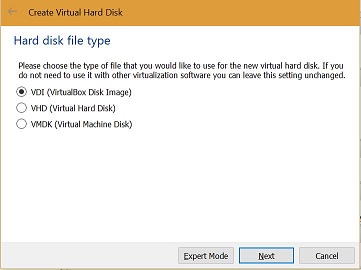 Create Virtual Hard Disk
Hard disk file type
Please choose the type of file that you would like to use for the new virtual hard disk. If you
do not need to use it with other virtualization software you can leave this setting unchanged.
VDI (VirtualBox Disk Image)
VHD (Virtual Hard Disk)
VMDK (Virtual Machine Disk)
Expert Mode
Next
Cancel